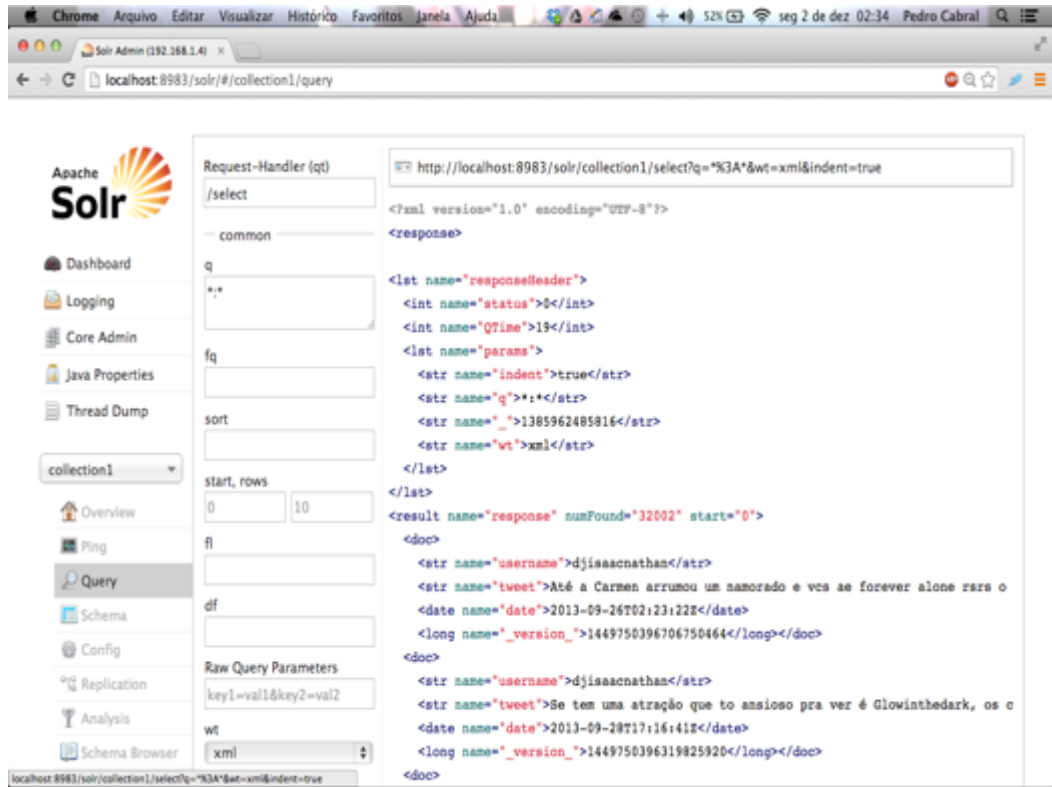 Chrome Arquivo Editar Visualizar Histórico Favoritos Janela Ajuda 52% seg 2 de dez 02:34 Pedro Cabral
Solr Admin (192.168.1.4)
localhost:8983/solr/#/collection1/query
Apache
Solr
Dashboard
Logging
Core Admin
Java Properties
Thread Dump
collection1
Overview
Ping
Query
Schema
Config
Replication
Analysis
Schema Browser
Request-Handler (qt)
/select
common
q
*:*
fq
sort
start, rows
0 10
fl
df
Raw Query Parameters
key1=val1&key2=val2
wt
xml
http://localhost:8983/solr/collection1/select?q=*%3A*&wt=xml&indent=true
<?xml version="1.0" encoding="UTF-8"?>
<response>
<lst name="responseHeader">
<int name="status">0</int>
<int name="QTime">19</int>
<lst name="params">
<str name="indent">true</str>
<str name="q">*:*</str>
<str name="_">1385962485816</str>
<str name="wt">xml</str>
</lst>
</lst>
<result name="response" numFound="32002" start="0">
<doc>
<str name="username">djisaacnathan</str>
<str name="tweet">Até a Carmen arrumou um namorado e vcs ae forever alone rsrs o
<date name="date">2013-09-26T02:23:22Z</date>
<long name="_version_">1449750396706750464</long></doc>
<doc>
<str name="username">djisaacnathan</str>
<str name="tweet">Se tem uma atração que to ansioso pra ver é Glowinthedark, os c
<date name="date">2013-09-28T17:16:41Z</date>
<long name="_version_">1449750396319825920</long></doc>
<doc>
localhost:8983/solr/collection1/select?q=*%3A*&wt=xml&indent=true